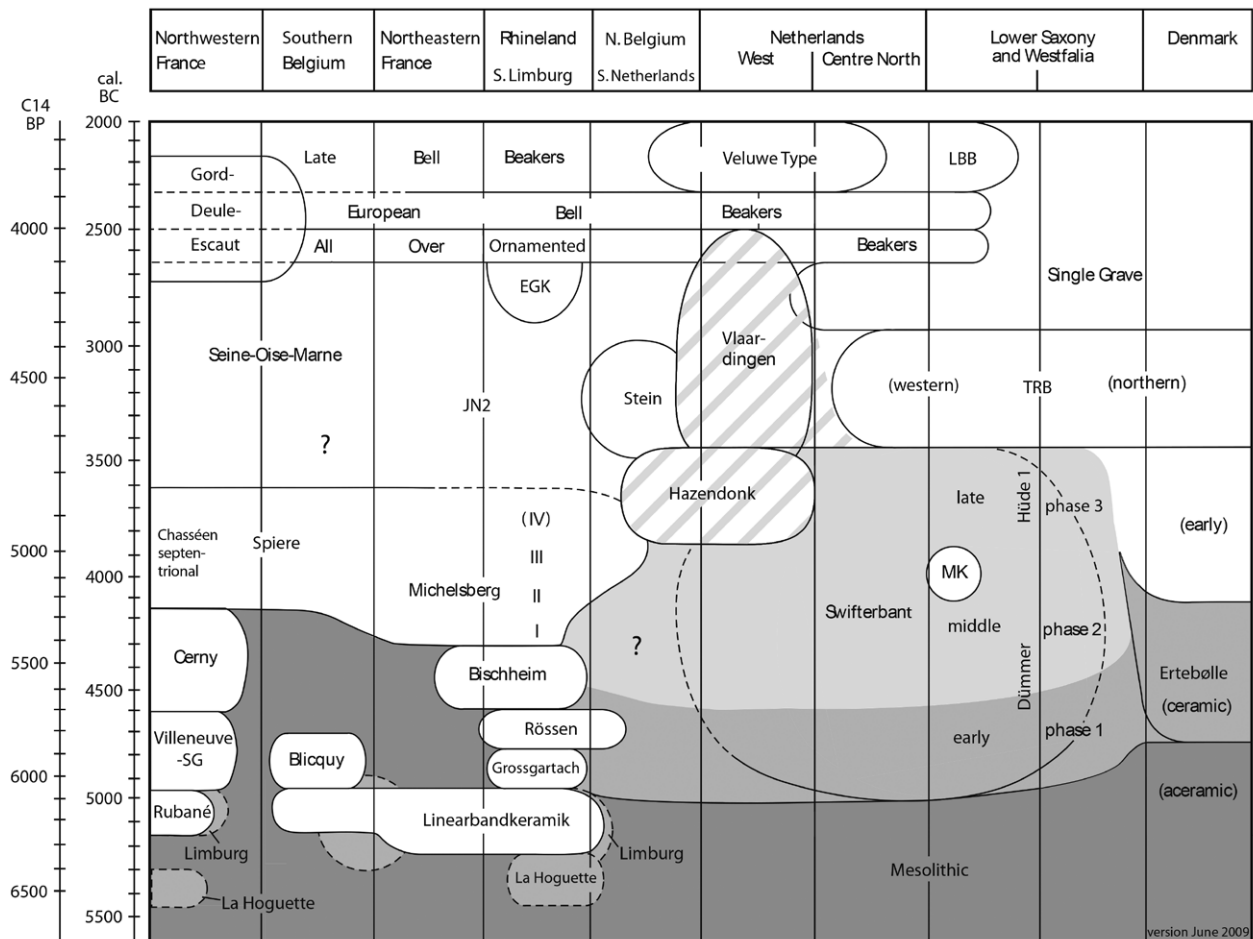 Northwestern
France
Southern
Belgium
Northeastern
France
Rhineland
S. Limburg
N. Belgium
S. Netherlands
Netherlands
West
Centre North
Lower Saxony
and Westfalia
Denmark
C14
BP
cal.
BC
2000
2500
3000
3500
4000
4500
5000
5500
4000
4500
5000
5500
6000
6500
Gord-
Deule-
Escaut
Late
Bell
Beakers
Veluwe Type
LBB
European
Bell
Beakers
All
Over
Ornamented
Beakers
EGK
Single Grave
Seine-Oise-Marne
Vlaar-
dingen
JN2
Stein
(western)
TRB
(northern)
?
Hazendonk
late
Hüde 1
phase 3
(early)
Chasséen
septen-
trional
Spiere
(IV)
III
II
I
Michelsberg
MK
Swifterbant
middle
phase 2
?
Dümmer
Cerny
Bischheim
Ertebølle
(ceramic)
Villeneuve
-SG
Blicquy
Rössen
Grossgartach
early
phase 1
(aceramic)
Rubané
Linearbandkeramik
Limburg
Limburg
La Hoguette
La Hoguette
Mesolithic
version June 2009